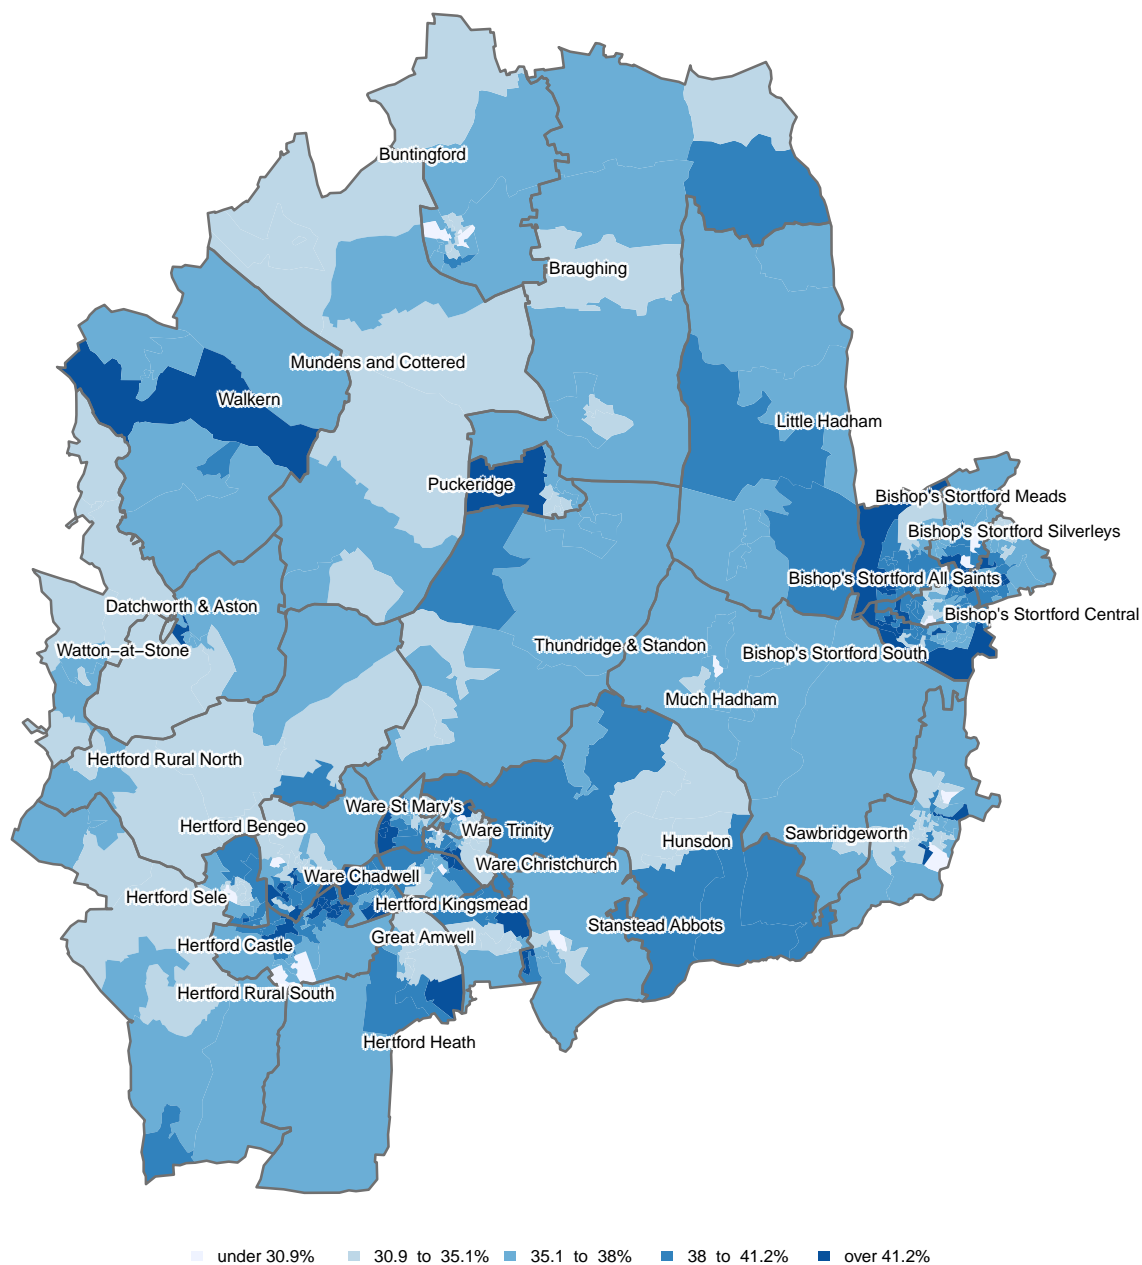 Buntingford
Braughing
Mundens and Cottered
Walkern
Little Hadham
Puckeridge
Bishop's Stortford Meads
Bishop's Stortford Silverleys
Bishop's Stortford All Saints
Datchworth & Aston
Bishop's Stortford Central
Thundridge & Standon
Watton−at−Stone
Bishop's Stortford South
Much Hadham
Hertford Rural North
Ware St Mary's
Hertford Bengeo
Ware Trinity
Sawbridgeworth
Hunsdon
Ware Christchurch
Ware Chadwell
Hertford Sele
Hertford Kingsmead
Stanstead Abbots
Great Amwell
Hertford Castle
Hertford Rural South
Hertford Heath
under 30.9% 30.9 to 35.1% 35.1 to 38% 38 to 41.2% over 41.2%